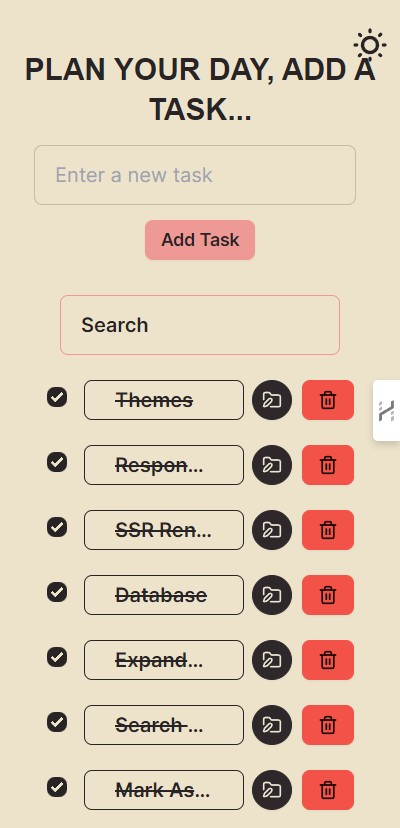 PLAN YOUR DAY, ADD A
TASK...
Enter a new task
Add Task
Search
Themes
Respon...
SSR Ren...
Database
Expand...
Search ...
Mark As...